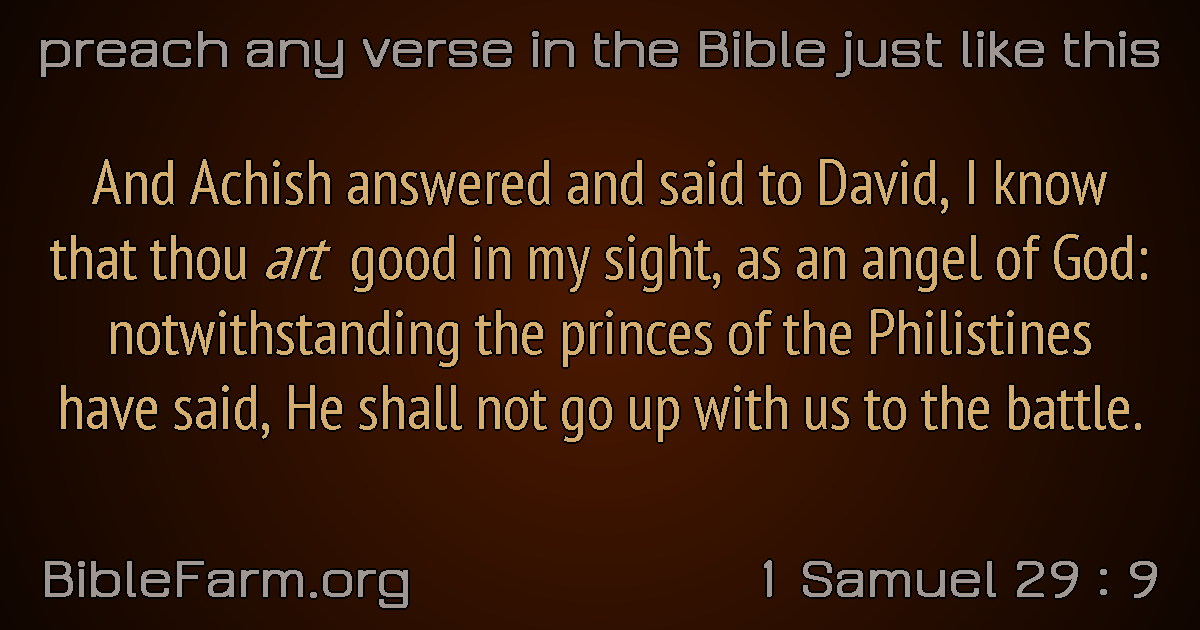 preach any verse in the Bible just like this
And Achish answered and said to David, I know
that thou art good in my sight, as an angel of God:
notwithstanding the princes of the Philistines
have said, He shall not go up with us to the battle.
BibleFarm.org
1 Samuel 29 : 9